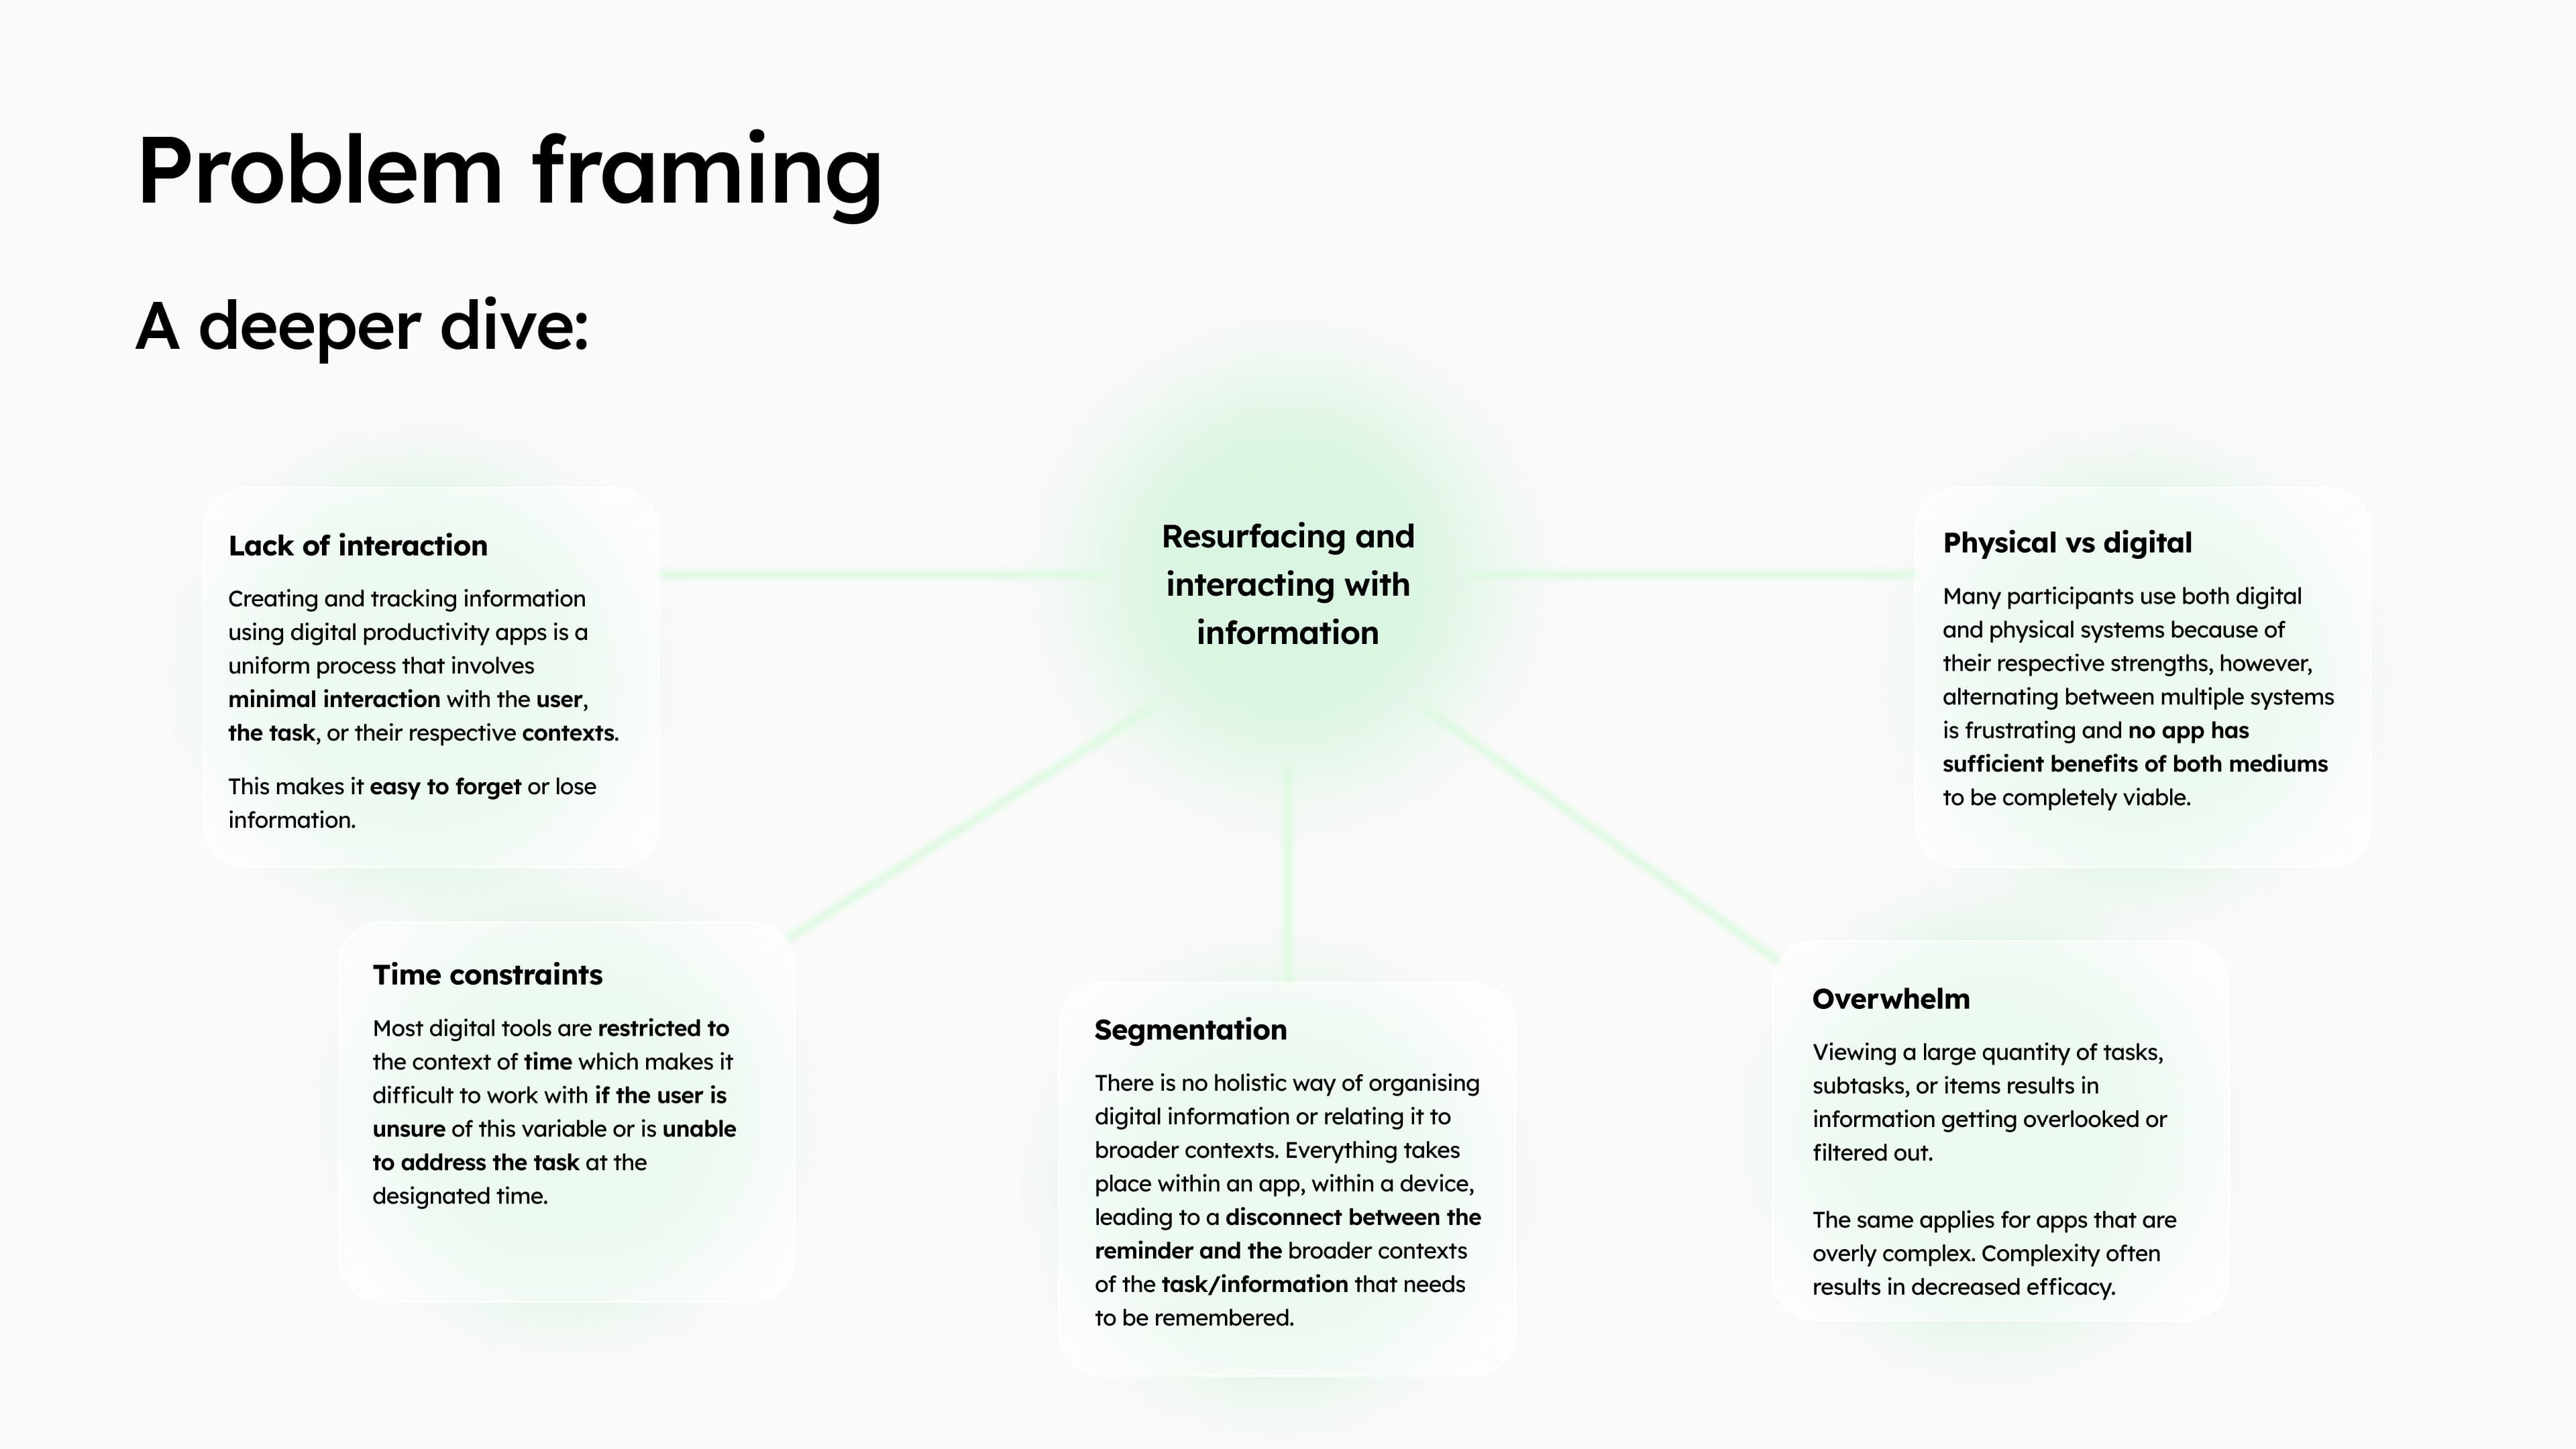 Problem framing
A deeper dive:
Lack of interaction
Creating and tracking information
using digital productivity apps is a
uniform process that involves
minimal interaction with the user,
the task, or their respective contexts.
This makes it easy to forget or lose
information.
Resurfacing and
interacting with
information
Physical vs digital
Many participants use both digital
and physical systems because of
their respective strengths, however,
alternating between multiple systems
is frustrating and no app has
sufficient benefits of both mediums
to be completely viable.
Time constraints
Most digital tools are restricted to
the context of time which makes it
difficult to work with if the user is
unsure of this variable or is unable
to address the task at the
designated time.
Segmentation
There is no holistic way of organising
digital information or relating it to
broader contexts. Everything takes
place within an app, within a device,
leading to a disconnect between the
reminder and the broader contexts
of the task/information that needs
to be remembered.
Overwhelm
Viewing a large quantity of tasks,
subtasks, or items results in
information getting overlooked or
filtered out.
The same applies for apps that are
overly complex. Complexity often
results in decreased efficacy.